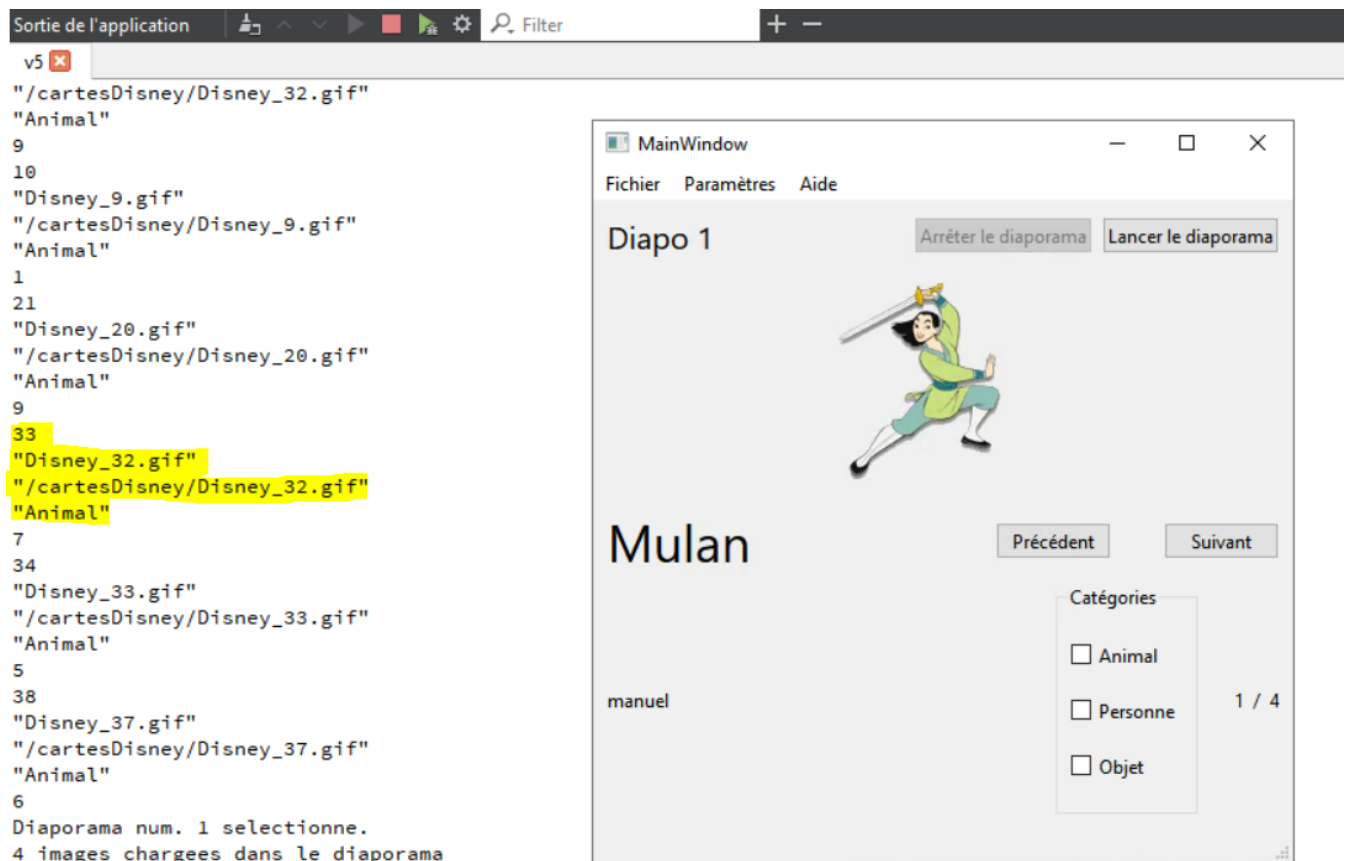 Sortie de l'application
Filter
v5
"/cartesDisney/Disney_32.gif"
"Animal"
9
10
"Disney_9.gif"
"/cartesDisney/Disney_9.gif"
"Animal"
1
21
"Disney_20.gif"
"/cartesDisney/Disney_20.gif"
"Animal"
9
33
"Disney_32.gif"
"/cartesDisney/Disney_32.gif"
"Animal"
7
34
"Disney_33.gif"
"/cartesDisney/Disney_33.gif"
"Animal"
5
38
"Disney_37.gif"
"/cartesDisney/Disney_37.gif"
"Animal"
6
Diaporama num. 1 selectionne.
4 images chargees dans le diaporama
MainWindow
Fichier Paramètres Aide
Diapo 1
Arrêter le diaporama
Lancer le diaporama
Mulan
Précédent
Suivant
Catégories
Animal
Personne
Objet
manuel
1 / 4